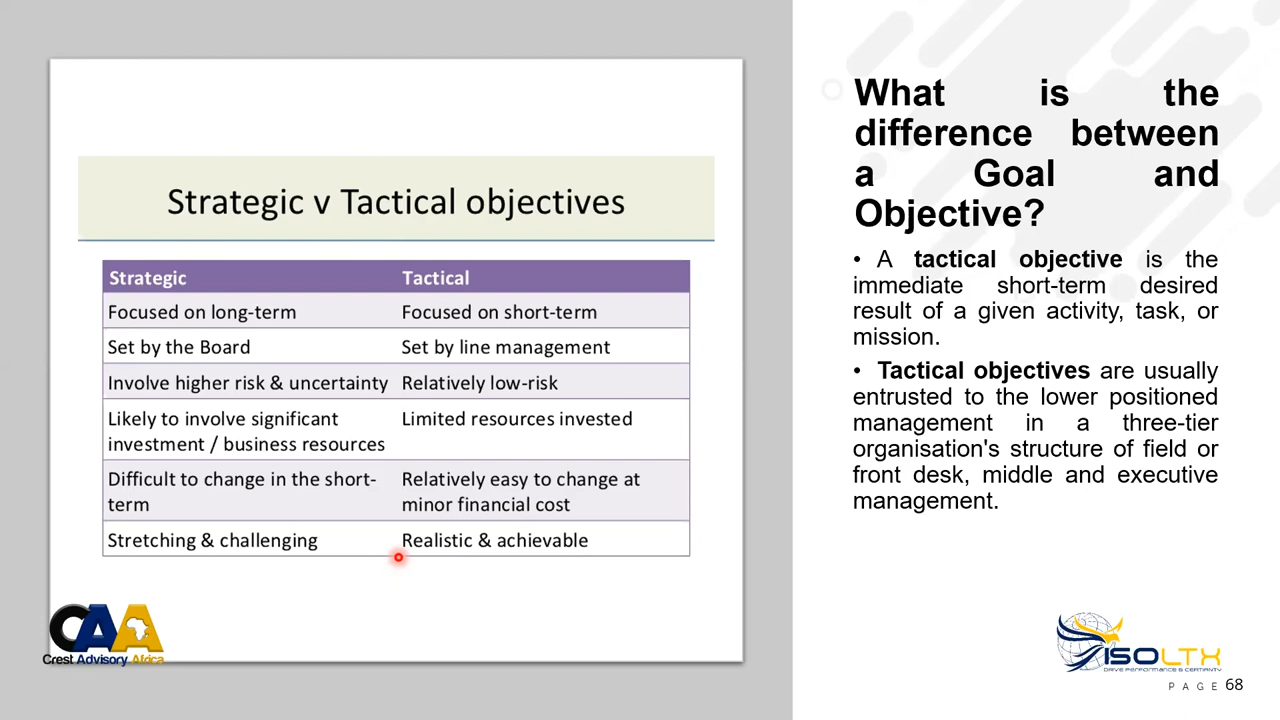 Strategic v Tactical objectives
Strategic Tactical
Focused on long-term Focused on short-term
Set by the Board Set by line management
Involve higher risk & uncertainty Relatively low-risk
Likely to involve significant Limited resources invested
investment / business resources
Difficult to change in the short- Relatively easy to change at
term minor financial cost
Stretching & challenging Realistic & achievable
CAA
Crest Advisory Africa
What is the
difference between
a Goal and
Objective?
• A tactical objective is the
immediate short-term desired
result of a given activity, task, or
mission.
• Tactical objectives are usually
entrusted to the lower positioned
management in a three-tier
organisation's structure of field or
front desk, middle and executive
management.
ISOLTX
DRIVE PERFORMANCE & CERTAINTY
PAGE 68